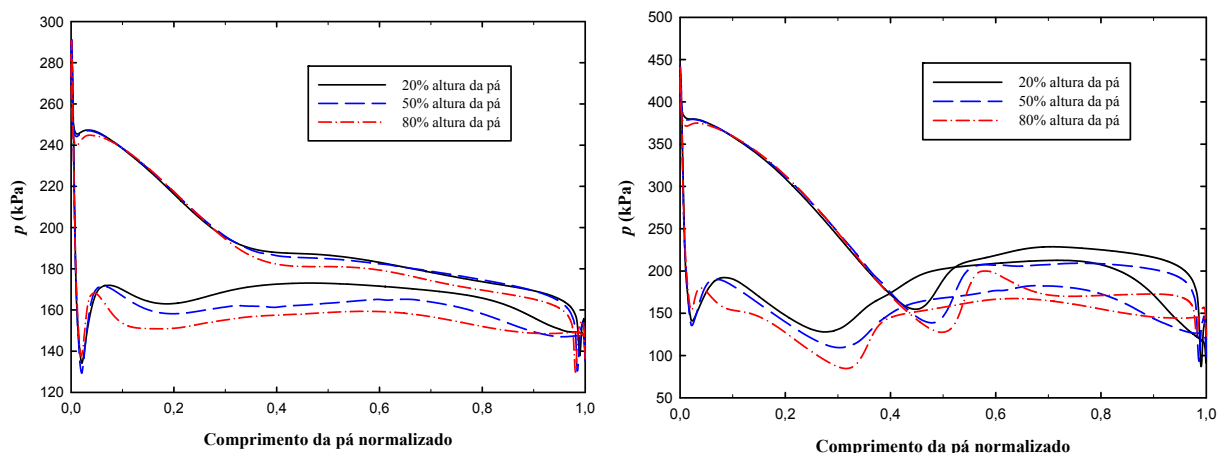 300
280
260
240
220
200
180
160
140
120
p (kPa)
20% altura da pá
50% altura da pá
80% altura da pá
0,0 0,2 0,4 0,6 0,8 1,0
Comprimento da pá normalizado
500
450
400
350
300
250
200
150
100
50
p (kPa)
20% altura da pá
50% altura da pá
80% altura da pá
0,0 0,2 0,4 0,6 0,8 1,0
Comprimento da pá normalizado